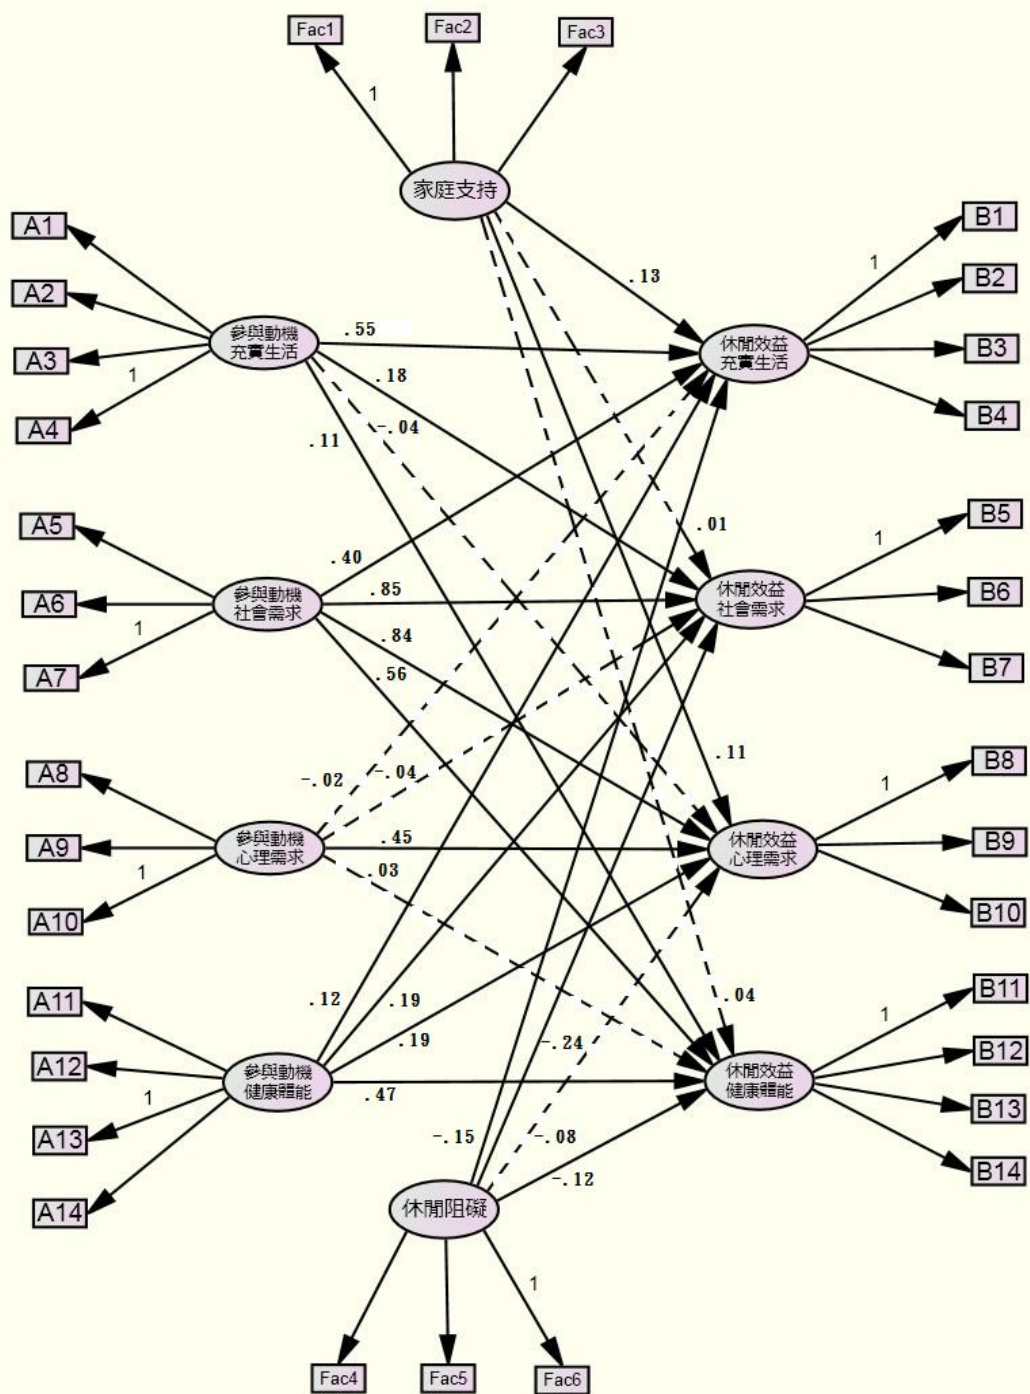 Fac1
Fac2
Fac3
1
家庭支持
A1
A2
A3
A4
1
參與動機
充實生活
.55
.18
-.04
.11
.13
休閒效益
充實生活
1
B1
B2
B3
B4
A5
A6
A7
1
參與動機
社會需求
.40
.85
.84
.56
.01
休閒效益
社會需求
1
B5
B6
B7
A8
A9
A10
1
參與動機
心理需求
-.02
-.04
.45
.03
.11
休閒效益
心理需求
1
B8
B9
B10
A11
A12
A13
A14
1
參與動機
健康體能
.12
.19
.19
.47
.04
休閒效益
健康體能
1
B11
B12
B13
B14
-.24
-.15
-.08
-.12
休閒阻礙
1
Fac4
Fac5
Fac6